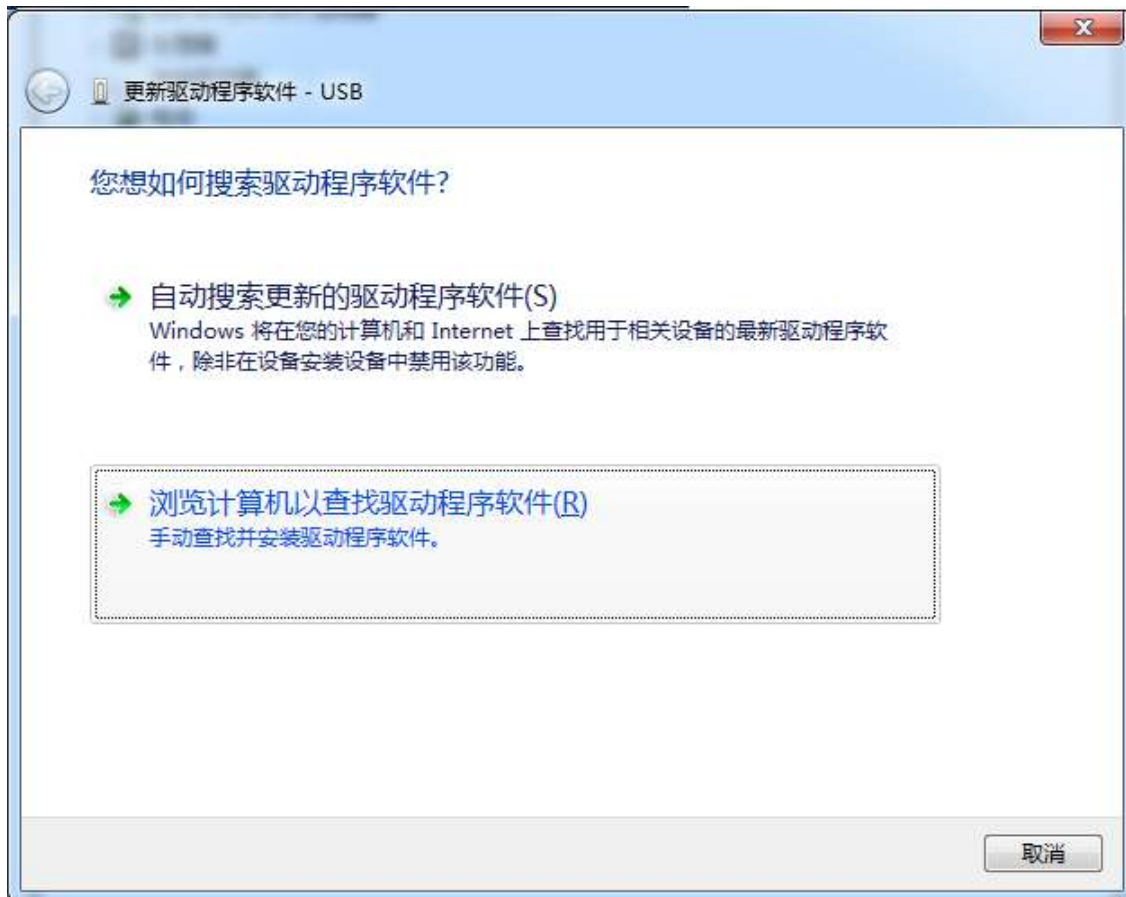 更新驱动程序软件 - USB
您想如何搜索驱动程序软件?
自动搜索更新的驱动程序软件(S)
Windows 将在您的计算机和 Internet 上查找用于相关设备的最新驱动程序软
件，除非在设备安装设备中禁用该功能。
浏览计算机以查找驱动程序软件(R)
手动查找并安装驱动程序软件。
取消